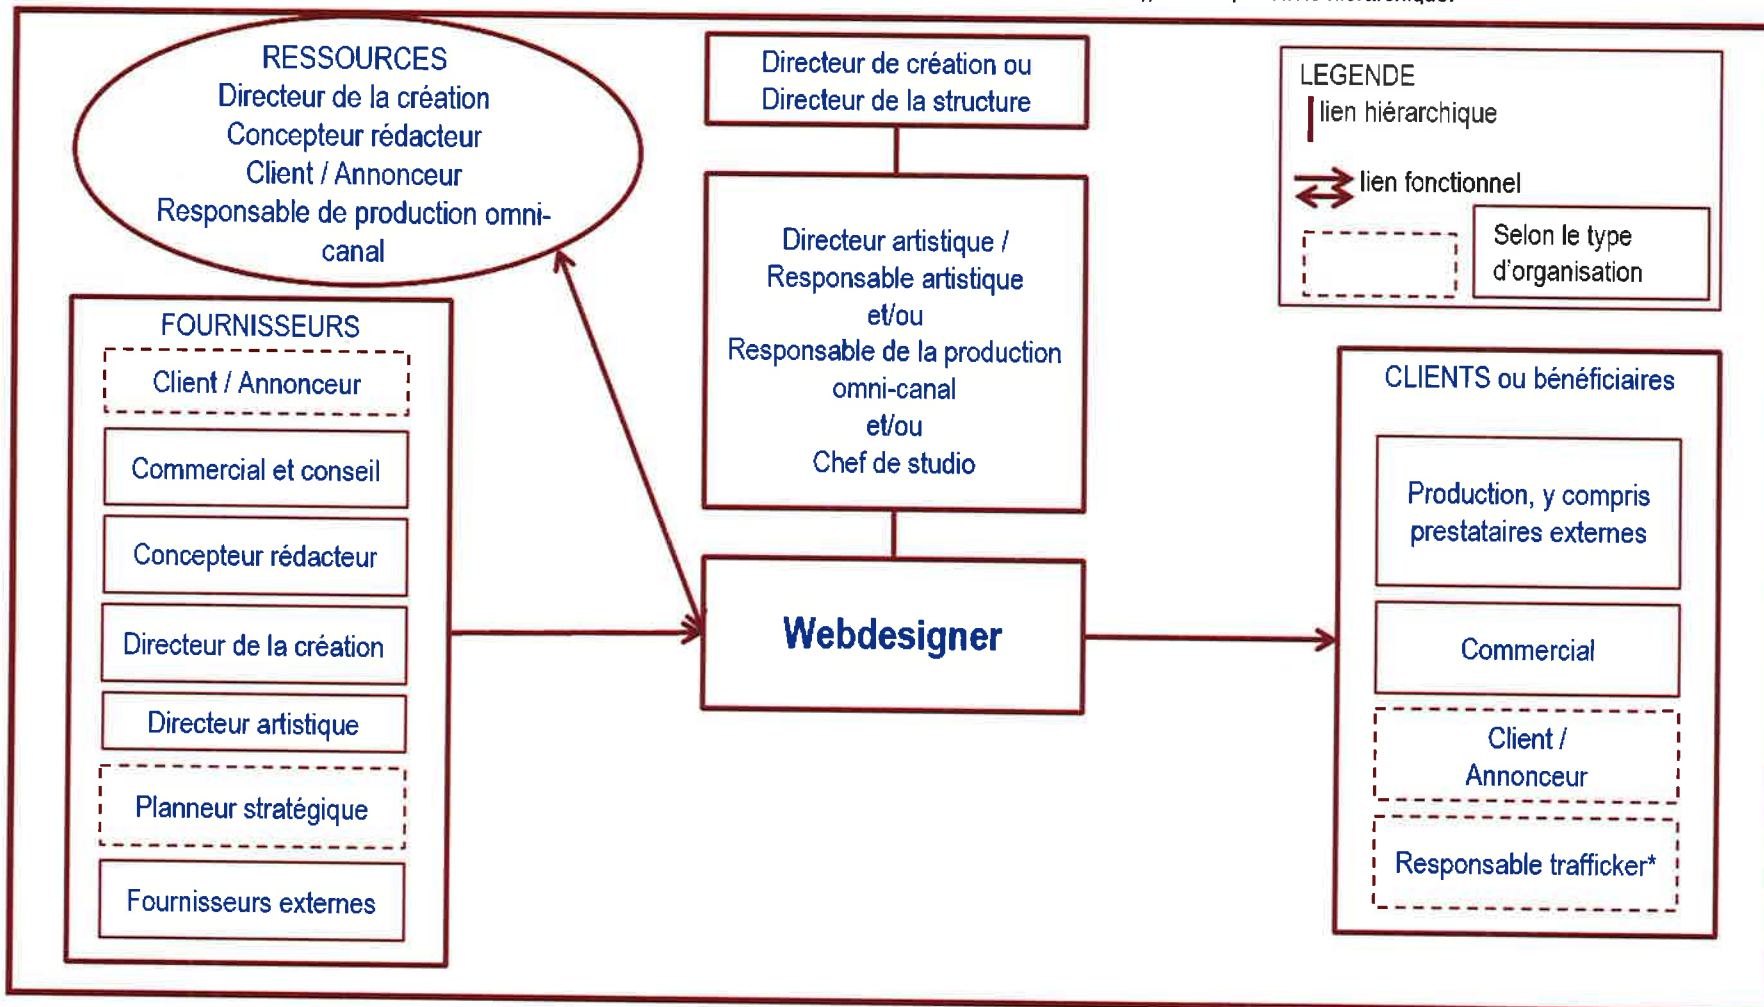 RESSOURCES
Directeur de la création
Concepteur rédacteur
Client / Annonceur
Responsable de production omni-
canal
FOURNISSEURS
Client / Annonceur
Commercial et conseil
Concepteur rédacteur
Directeur de la création
Directeur artistique
Planneur stratégique
Fournisseurs externes
Directeur de création ou
Directeur de la structure
Directeur artistique /
Responsable artistique
et/ou
Responsable de la production
omni-canal
et/ou
Chef de studio
Webdesigner
LEGENDE
lien hiérarchique
lien fonctionnel
Selon le type
d'organisation
CLIENTS ou bénéficiaires
Production, y compris
prestataires externes
Commercial
Client /
Annonceur
Responsable trafficker*